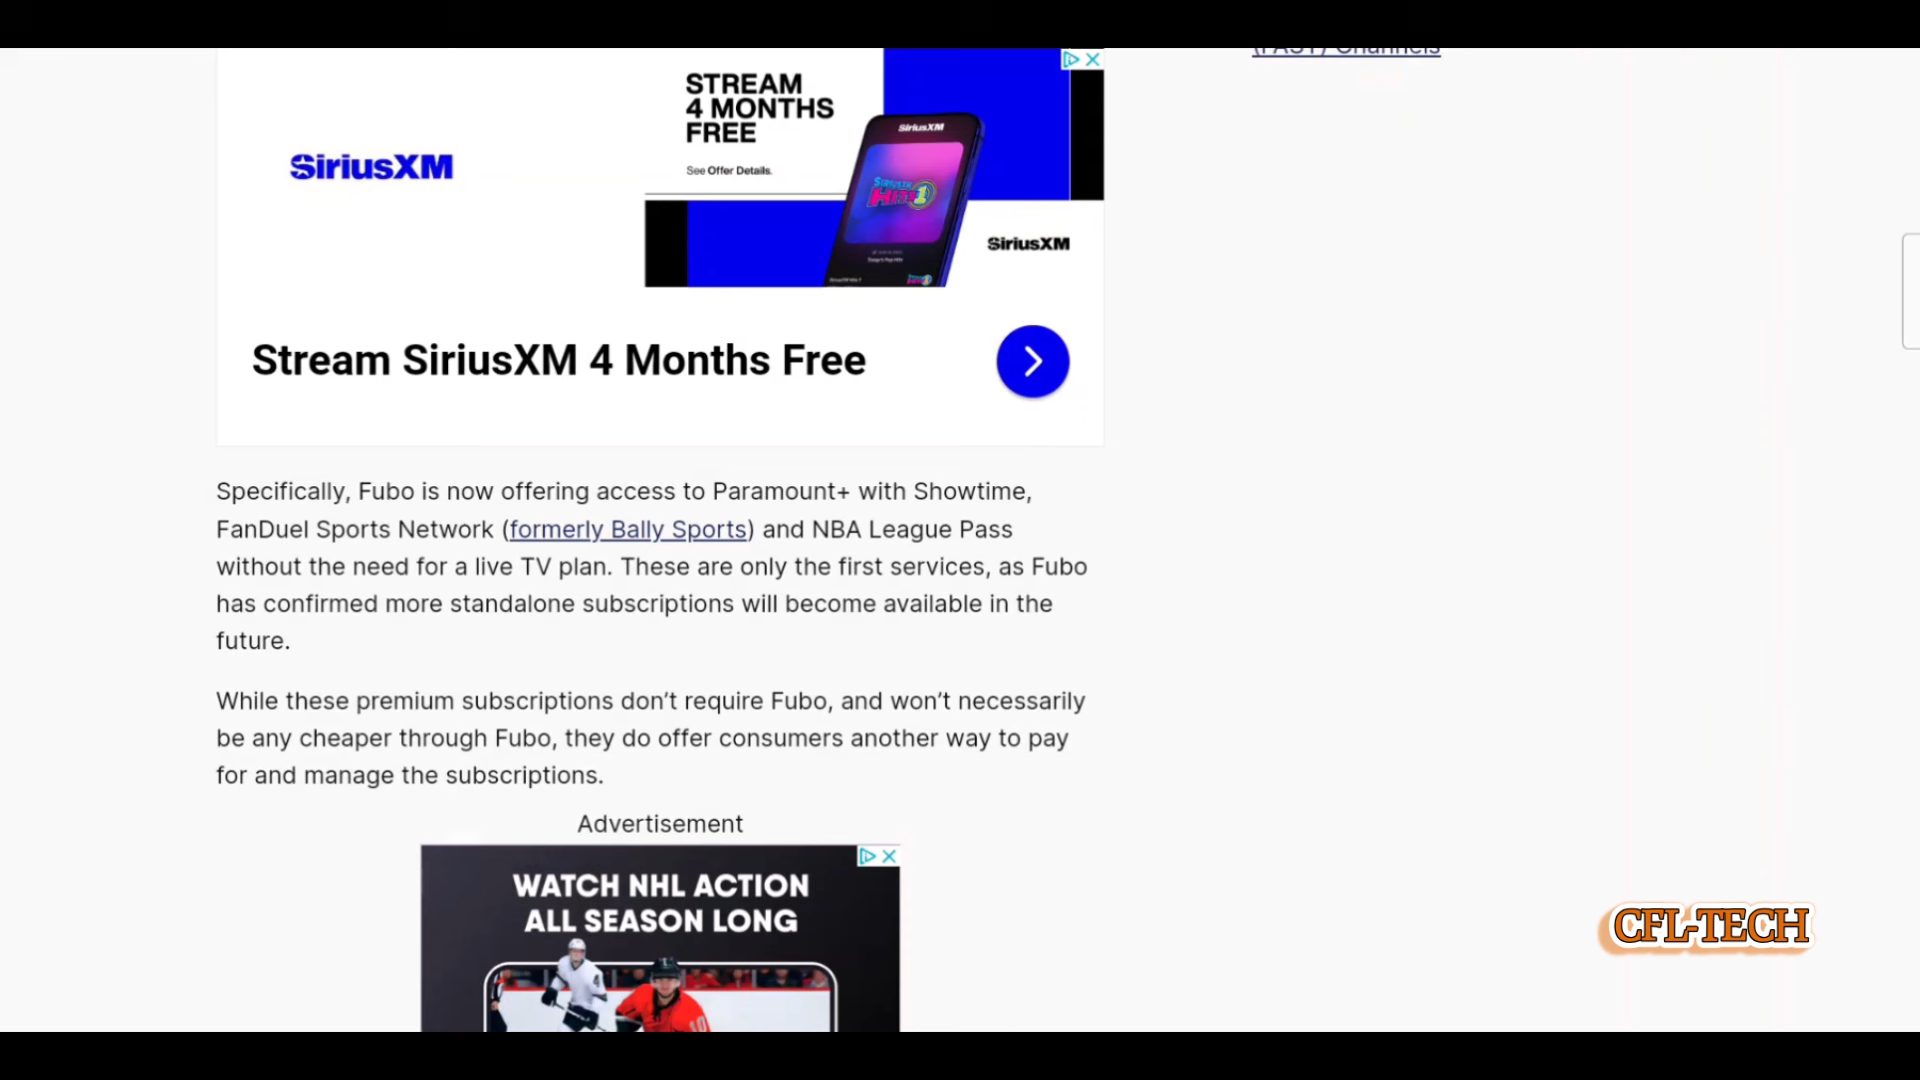 (FAST) Channels
STREAM
4 MONTHS
FREE
See Offer Details.
SiriusXM
SiriusXM
SIRIUSXM
HITS 1
SiriusXM
Stream SiriusXM 4 Months Free
Specifically, Fubo is now offering access to Paramount+ with Showtime,
FanDuel Sports Network (formerly Bally Sports) and NBA League Pass
without the need for a live TV plan. These are only the first services, as Fubo
has confirmed more standalone subscriptions will become available in the
future.
While these premium subscriptions don’t require Fubo, and won’t necessarily
be any cheaper through Fubo, they do offer consumers another way to pay
for and manage the subscriptions.
Advertisement
WATCH NHL ACTION
ALL SEASON LONG
CFL-TECH